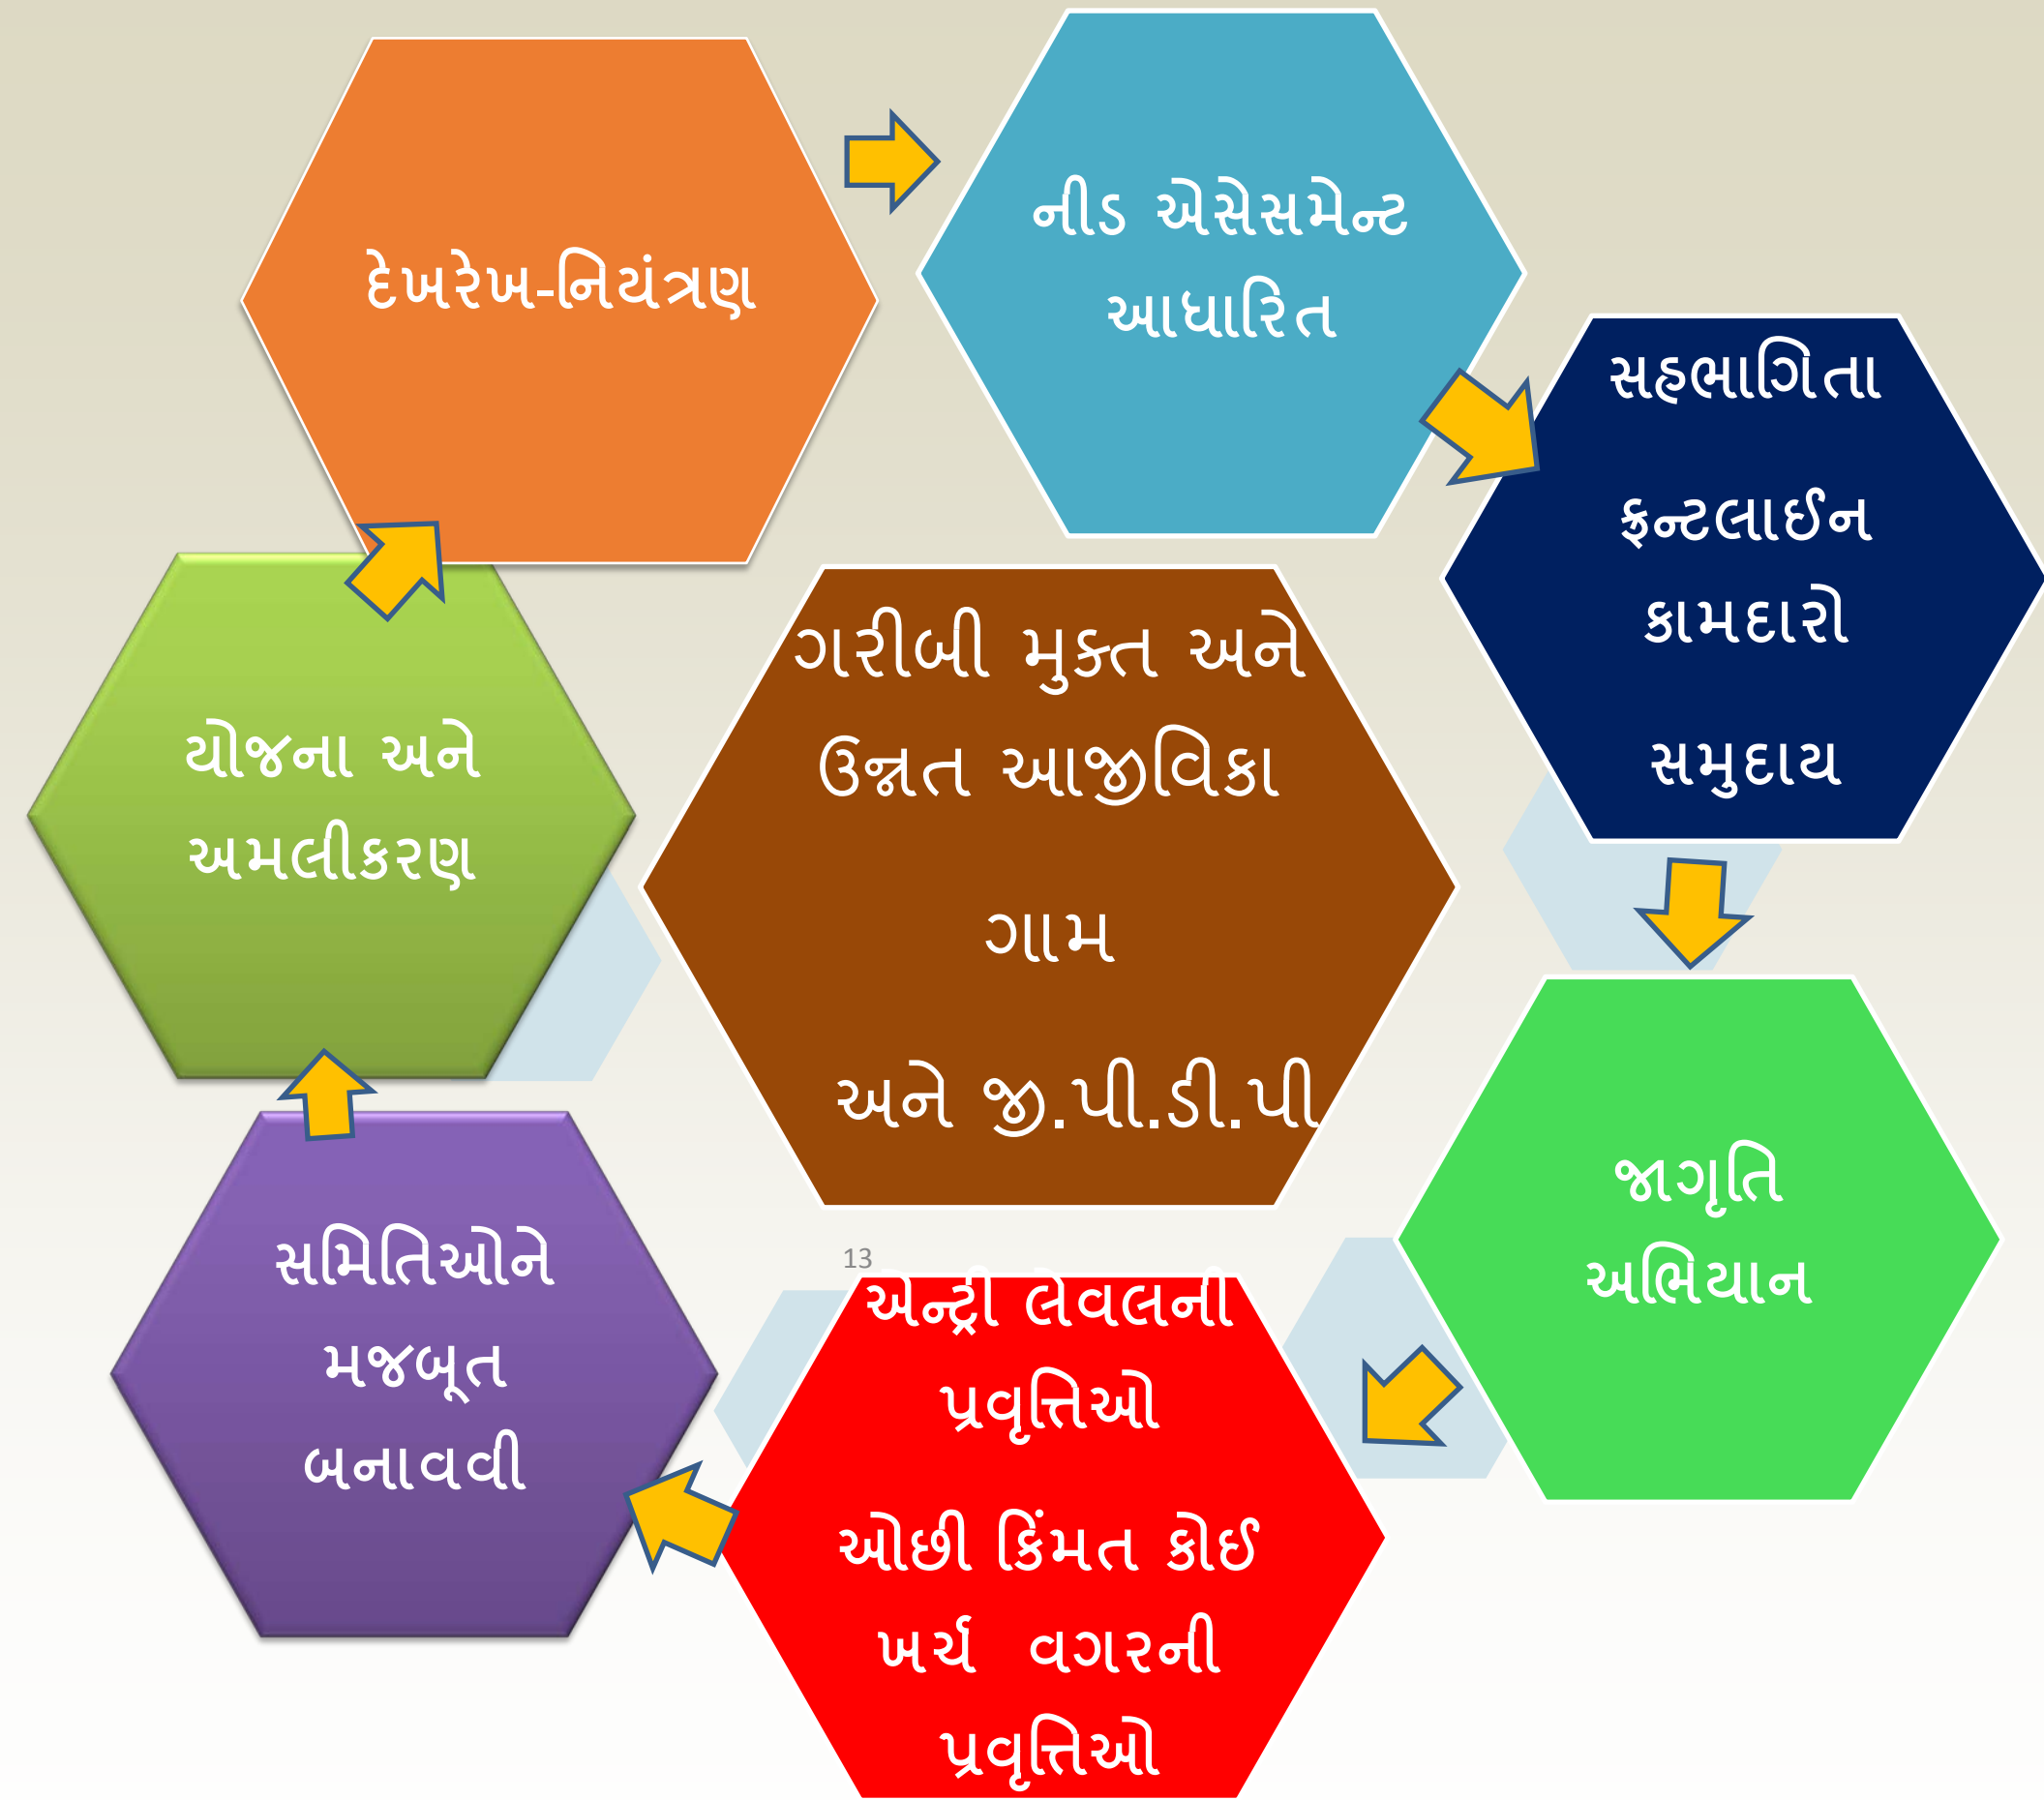 દેખરેખ-નિયંત્રણ
નીડ એસેસમેન્ટ
આધારિત
સહભાગિતા
ફ્રન્ટલાઈન
કામદારો
સમુદાય
જાગૃતિ
અભિયાન
એન્ટ્રી લેવલની
પ્રવૃત્તિઓ
ઓછી કિંમત કોઈ
ખર્ચ વગરની
પ્રવૃત્તિઓ
સમિતિઓને
મજબૂત
બનાવવી
યોજના અને
અમલીકરણ
ગરીબી મુક્ત અને
ઉન્નત આજીવિકા
ગામ
અને જી.પી.ડી.પી
13